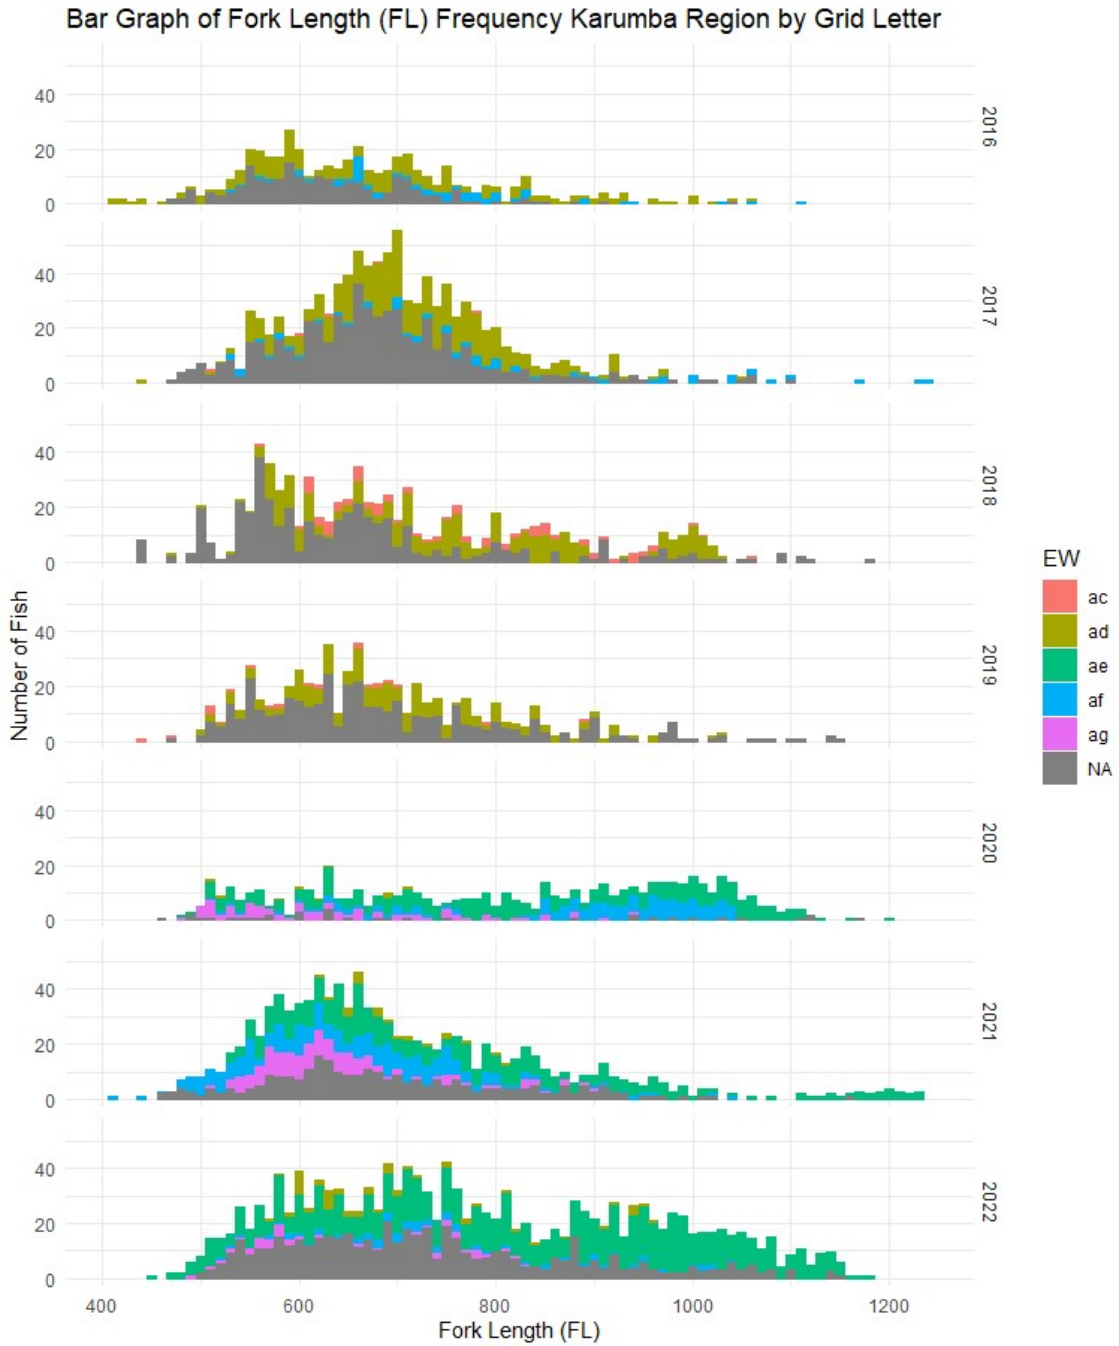 Bar Graph of Fork Length (FL) Frequency Karumba Region by Grid Letter
40
20
0
2016
40
20
0
2017
40
20
0
2018
40
20
0
2019
40
20
0
2020
40
20
0
2021
40
20
0
2022
Number of Fish
400 600 800 1000 1200
Fork Length (FL)
EW
ac
ad
ae
af
ag
NA